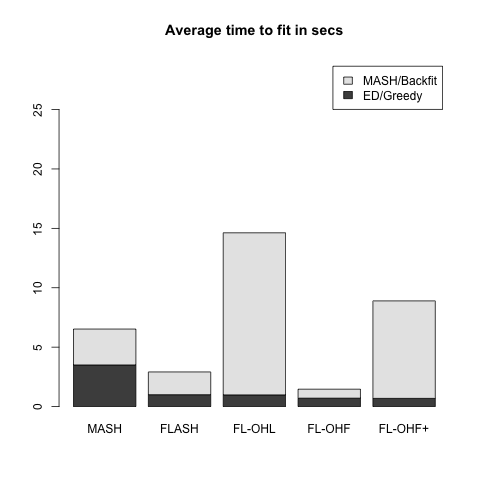 Average time to fit in secs
MASH/Backfit
ED/Greedy
25
20
15
10
5
0
MASH FLASH FL-OHL FL-OHF FL-OHF+